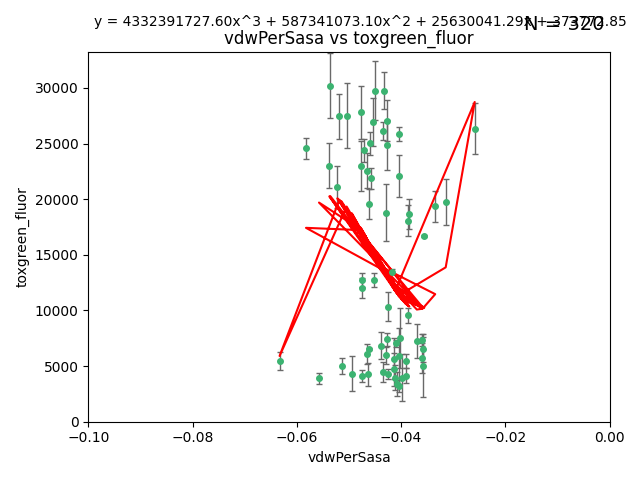 y = 4332391727.60x^3 + 587341073.10x^2 + 25630041.29x + 373772.85
N = 320
vdwPerSasa vs toxgreen_fluor
30000
25000
20000
15000
10000
5000
0
toxgreen_fluor
−0.10 −0.08 −0.06 −0.04 −0.02 0.00
vdwPerSasa